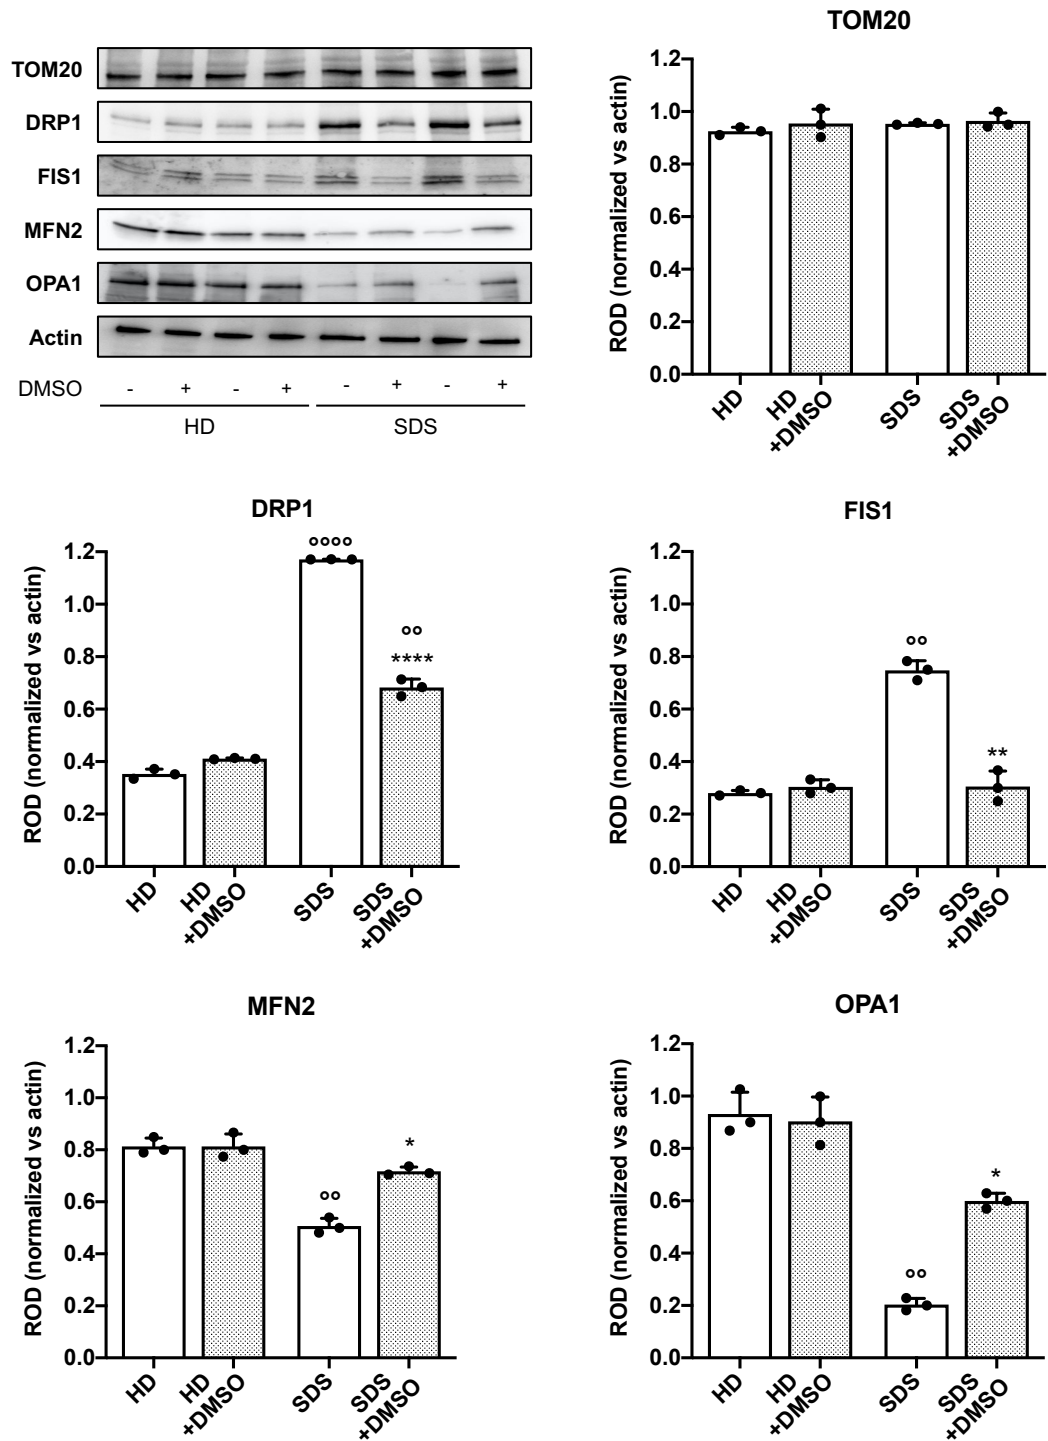 TOM20
DRP1
FIS1
MFN2
OPA1
Actin
DMSO - + - + - + - +
HD SDS
TOM20
ROD (normalized vs actin)
1.2
1.0
0.8
0.6
0.4
0.2
0.0
HD
HD
+DMSO
SDS
SDS
+DMSO
DRP1
ROD (normalized vs actin)
1.2
1.0
0.8
0.6
0.4
0.2
0.0
°°°°
°°
****
HD
HD
+DMSO
SDS
SDS
+DMSO
FIS1
ROD (normalized vs actin)
1.2
1.0
0.8
0.6
0.4
0.2
0.0
°°
**
HD
HD
+DMSO
SDS
SDS
+DMSO
MFN2
ROD (normalized vs actin)
1.2
1.0
0.8
0.6
0.4
0.2
0.0
°°
*
HD
HD
+DMSO
SDS
SDS
+DMSO
OPA1
ROD (normalized vs actin)
1.2
1.0
0.8
0.6
0.4
0.2
0.0
°°
*
HD
HD
+DMSO
SDS
SDS
+DMSO